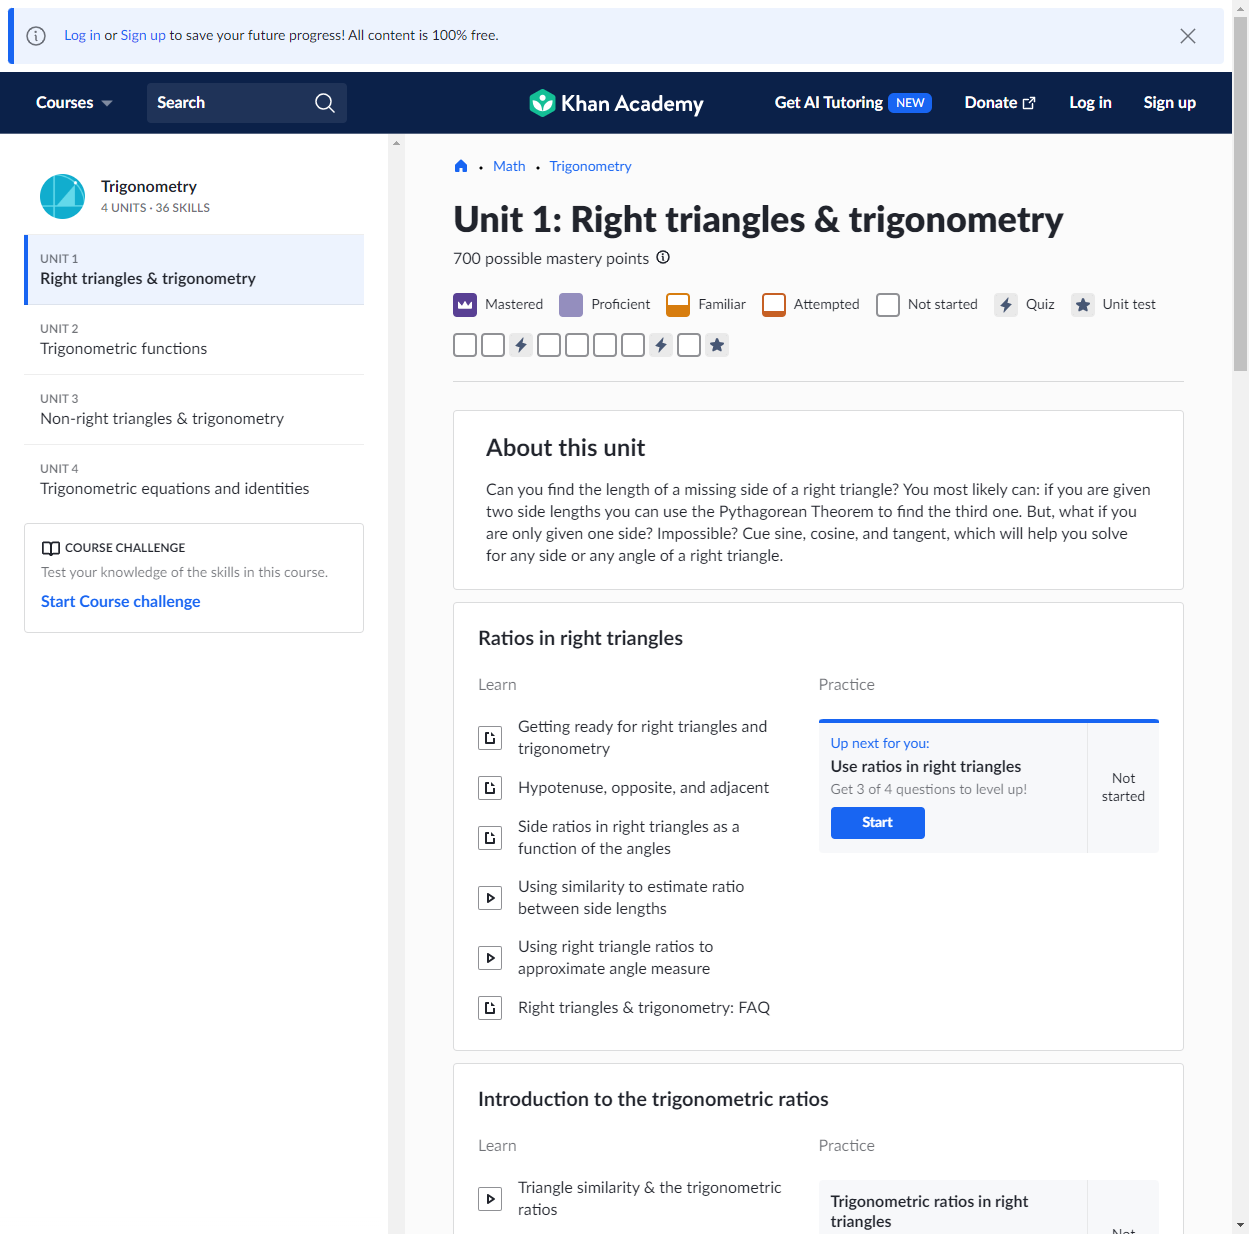 Log in or Sign up to save your future progress! All content is 100% free.
Courses
Search
Khan Academy
Get AI Tutoring NEW
Donate
Log in
Sign up
Trigonometry
4 UNITS · 36 SKILLS
UNIT 1
Right triangles & trigonometry
UNIT 2
Trigonometric functions
UNIT 3
Non-right triangles & trigonometry
UNIT 4
Trigonometric equations and identities
COURSE CHALLENGE
Test your knowledge of the skills in this course.
Start Course challenge
• Math • Trigonometry
Unit 1: Right triangles & trigonometry
700 possible mastery points
Mastered
Proficient
Familiar
Attempted
Not started
Quiz
Unit test
About this unit
Can you find the length of a missing side of a right triangle? You most likely can: if you are given
two side lengths you can use the Pythagorean Theorem to find the third one. But, what if you
are only given one side? Impossible? Cue sine, cosine, and tangent, which will help you solve
for any side or any angle of a right triangle.
Ratios in right triangles
Learn
Getting ready for right triangles and
trigonometry
Hypotenuse, opposite, and adjacent
Side ratios in right triangles as a
function of the angles
Using similarity to estimate ratio
between side lengths
Using right triangle ratios to
approximate angle measure
Right triangles & trigonometry: FAQ
Practice
Up next for you:
Use ratios in right triangles
Get 3 of 4 questions to level up!
Start
Not
started
Introduction to the trigonometric ratios
Learn
Triangle similarity & the trigonometric
ratios
Practice
Trigonometric ratios in right
triangles
Not